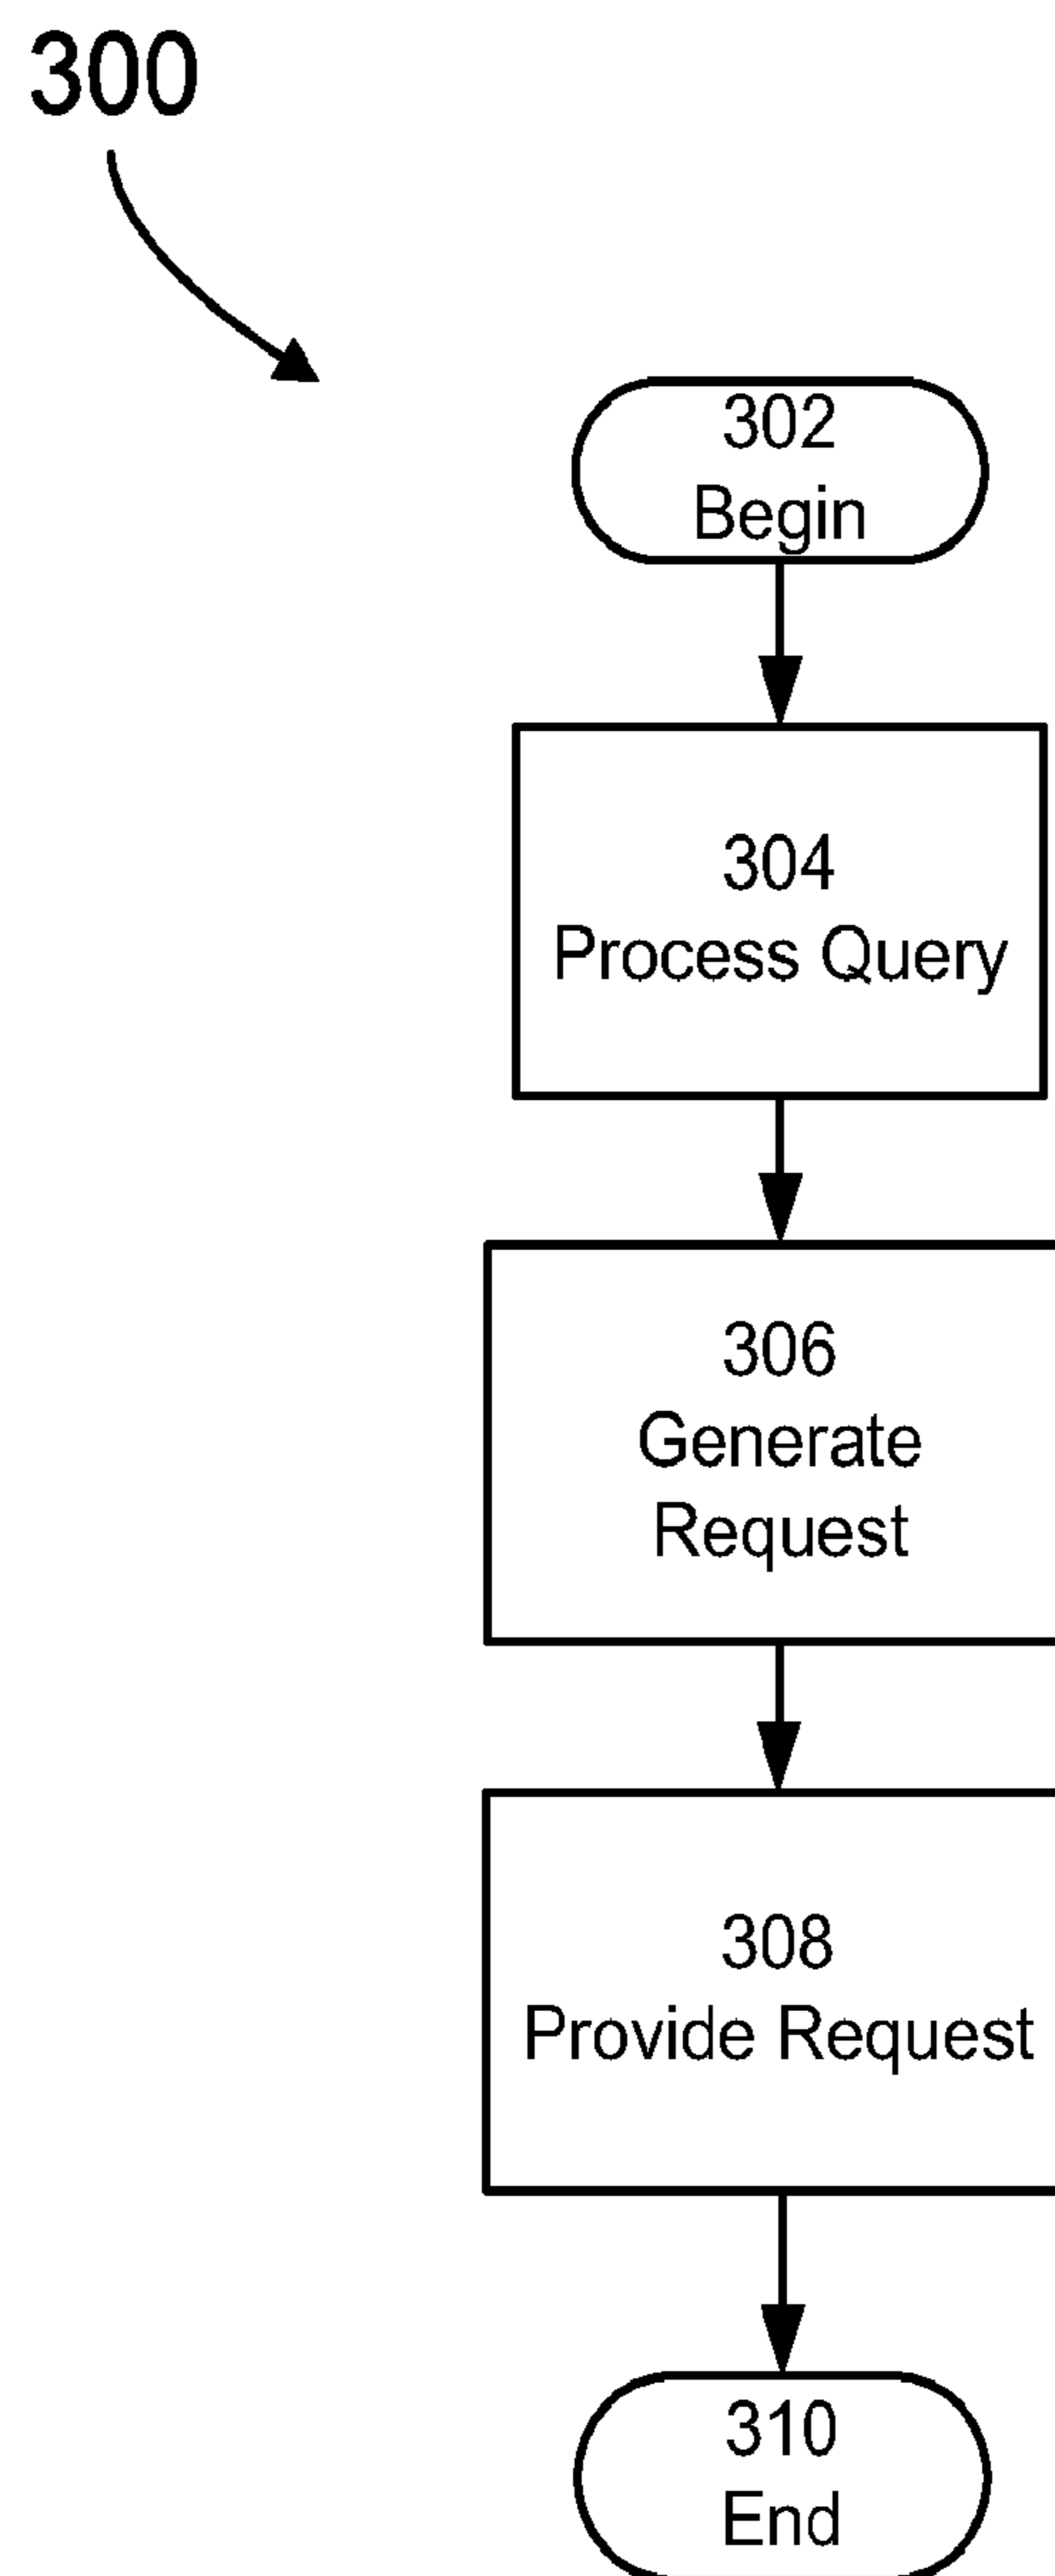 300
302
Begin
304
Process Query
306
Generate
Request
308
Provide Request
310
End